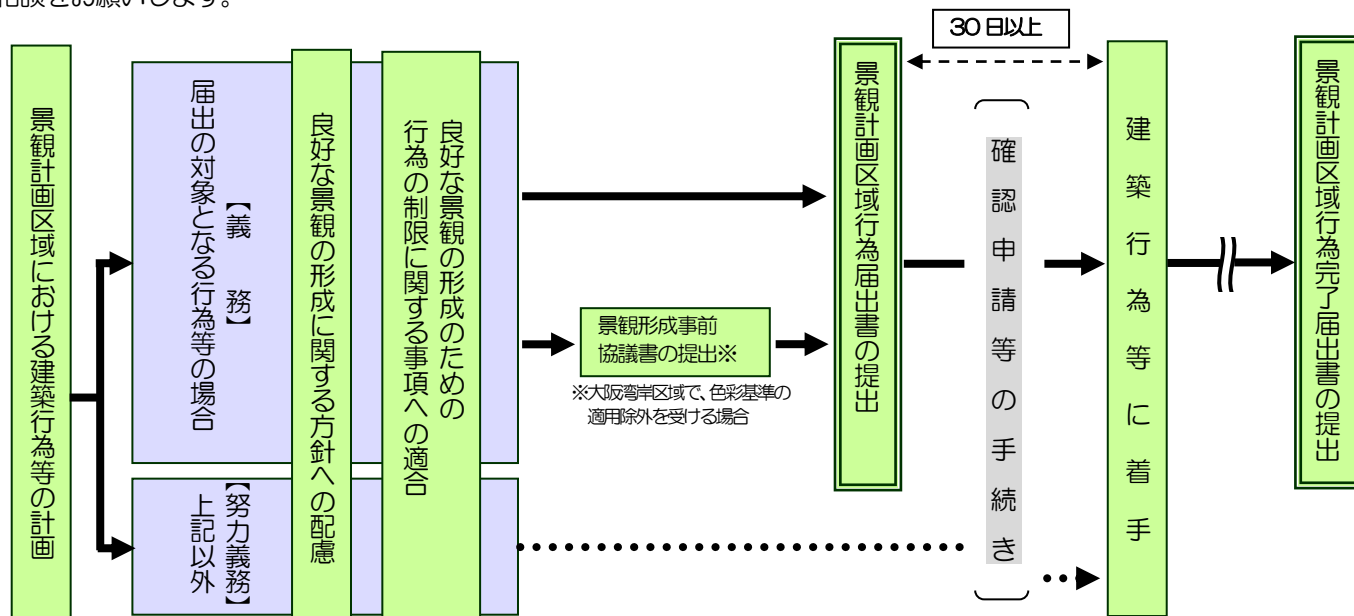 相談をお願いします。
景観計画区域における建築行為等の計画
届出の対象となる行為等の場合
【義　務】
【努力義務】
上記以外
良好な景観の形成に関する方針への配慮
良好な景観の形成のための
行為の制限に関する事項への適合
景観形成事前
協議書の提出※
※大阪湾岸区域で、色彩基準の
適用除外を受ける場合
景観計画区域行為届出書の提出
30日以上
確認申請等の手続き
建築行為等に着手
景観計画区域行為完了届出書の提出